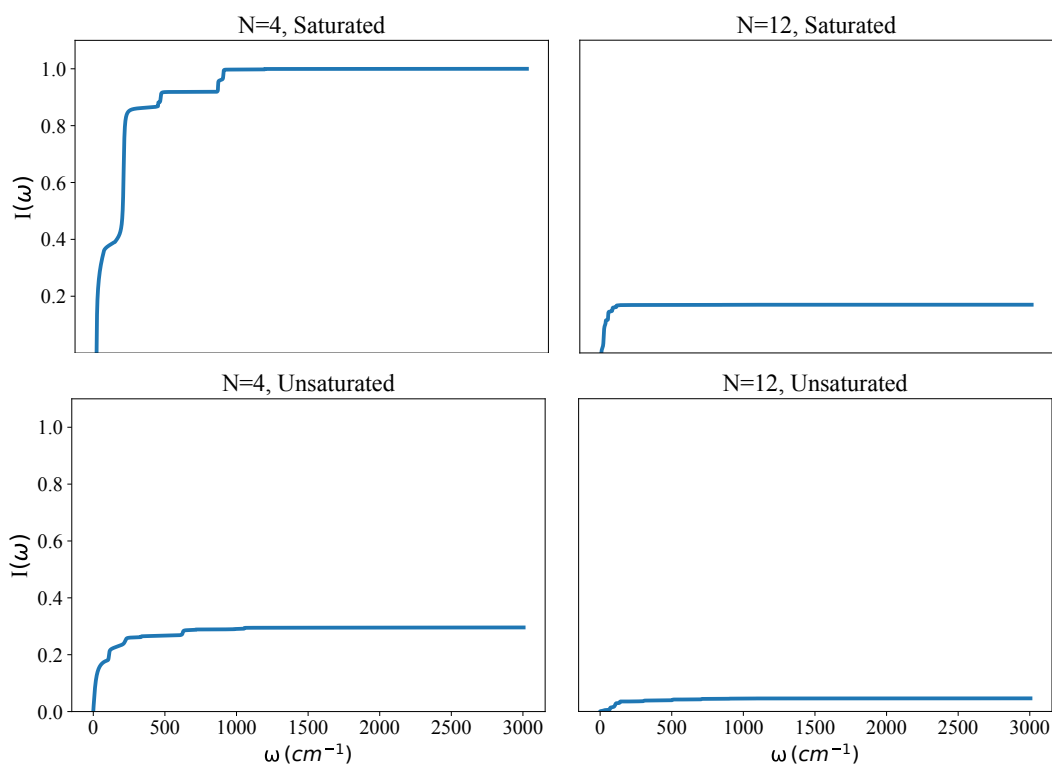 N=4, Saturated
N=12, Saturated
1.0
0.8
0.6
0.4
0.2
I(ω)
N=4, Unsaturated
N=12, Unsaturated
1.0
0.8
0.6
0.4
0.2
0.0
I(ω)
0 500 1000 1500 2000 2500 3000
0 500 1000 1500 2000 2500 3000
ω (cm⁻¹)
ω (cm⁻¹)